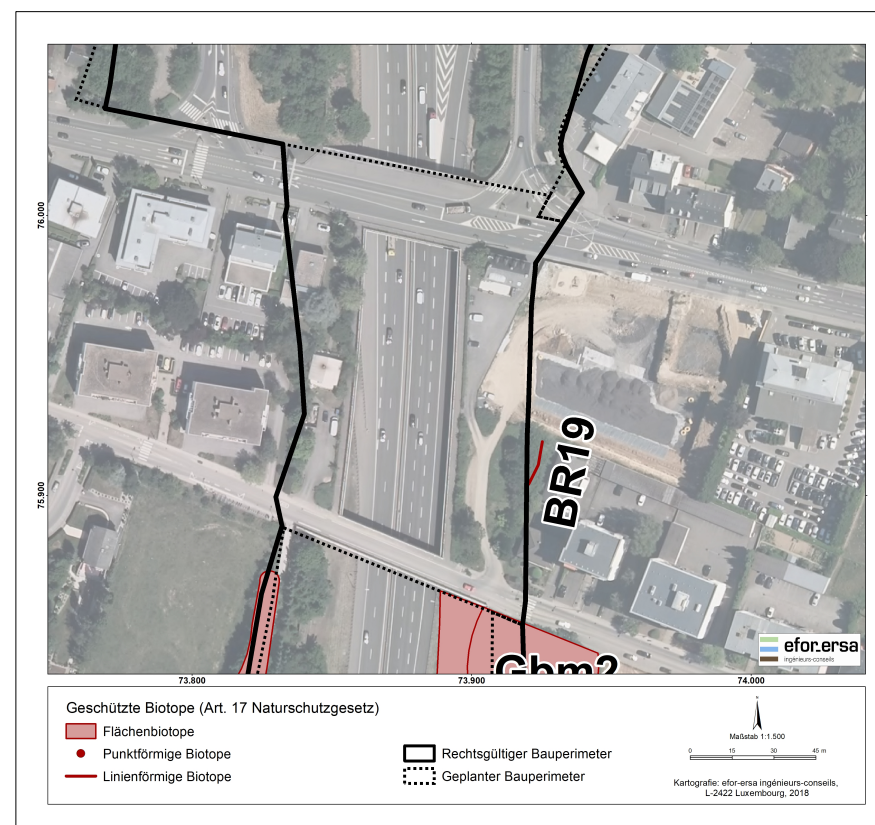 76.000
75.900
BR19
Gbm2
efor.ersa
ingénieurs-conseils
73.800
73.900
74.000
Geschützte Biotope (Art. 17 Naturschutzgesetz)
Flächenbiotope
Punktförmige Biotope
Linienförmige Biotope
Rechtsgültiger Bauperimeter
Geplanter Bauperimeter
N
Maßstab 1:1.500
0 15 30 45 m
Kartografie: efor-ersa ingénieurs-conseils,
L-2422 Luxembourg, 2018